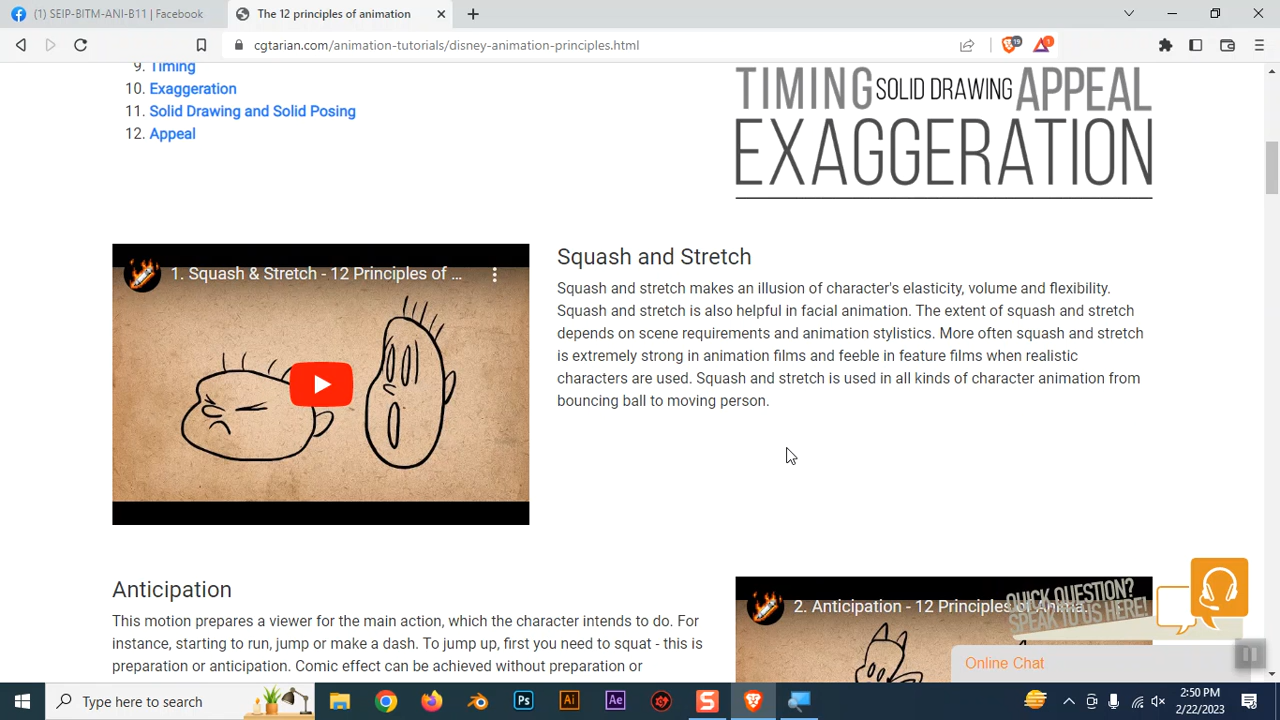 (1) SEIP-BITM-ANI-B11 | Facebook
The 12 principles of animation
cgtarian.com/animation-tutorials/disney-animation-principles.html
19
1
9. Timing
10. Exaggeration
11. Solid Drawing and Solid Posing
12. Appeal
TIMING SOLID DRAWING APPEAL
EXAGGERATION
1. Squash & Stretch - 12 Principles of ...
Squash and Stretch
Squash and stretch makes an illusion of character's elasticity, volume and flexibility.
Squash and stretch is also helpful in facial animation. The extent of squash and stretch
depends on scene requirements and animation stylistics. More often squash and stretch
is extremely strong in animation films and feeble in feature films when realistic
characters are used. Squash and stretch is used in all kinds of character animation from
bouncing ball to moving person.
Anticipation
This motion prepares a viewer for the main action, which the character intends to do. For
instance, starting to run, jump or make a dash. To jump up, first you need to squat - this is
preparation or anticipation. Comic effect can be achieved without preparation or
2. Anticipation - 12 Principles of Anima...
QUICK QUESTION?
SPEAK TO US HERE!
Online Chat
Type here to search
Ps
Ai
Ae
S
2:50 PM
2/22/2023